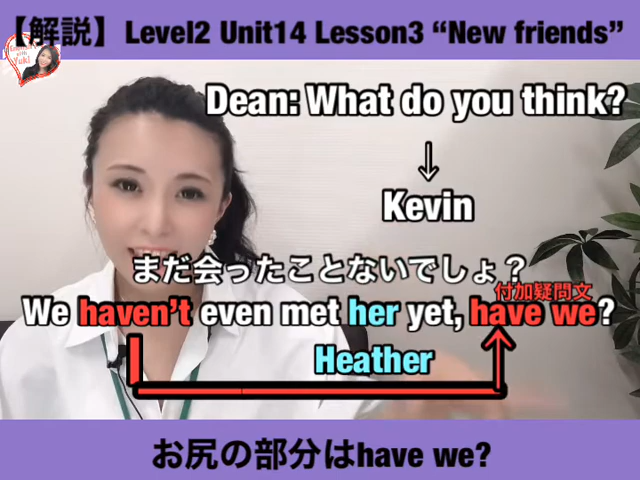 【解説】Level2 Unit14 Lesson3 “New friends”
with
Yuki
Dean: What do you think?
↓
Kevin
まだ会ったことないでしょ？
付加疑問文
We haven't even met her yet, have we?
Heather
お尻の部分はhave we?